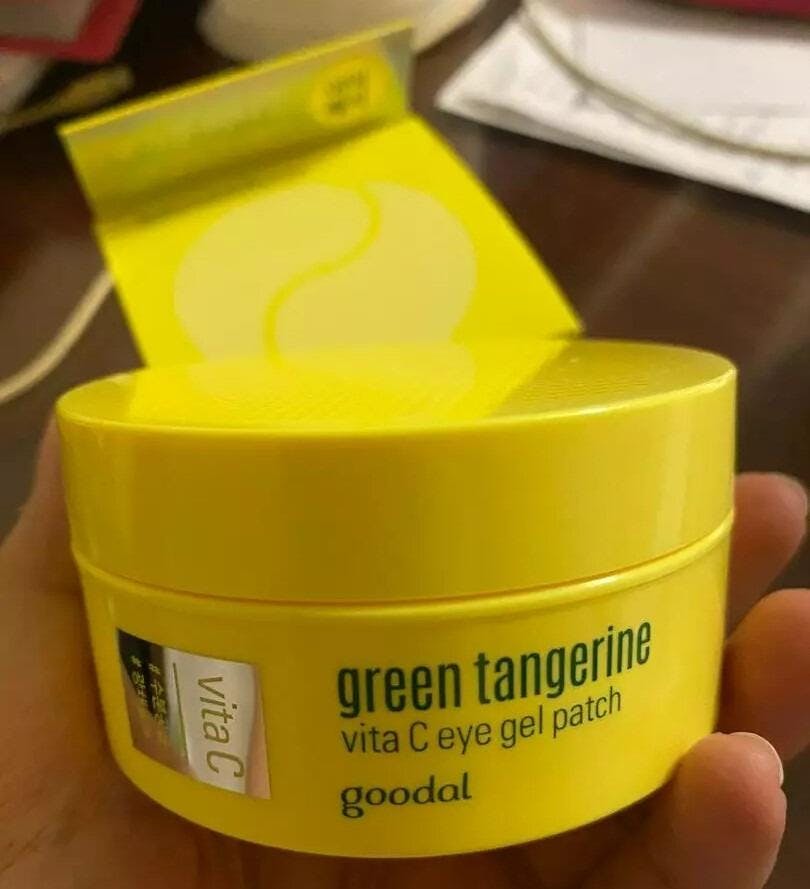 green tangerine
vita C eye gel patch
goodal
vita C